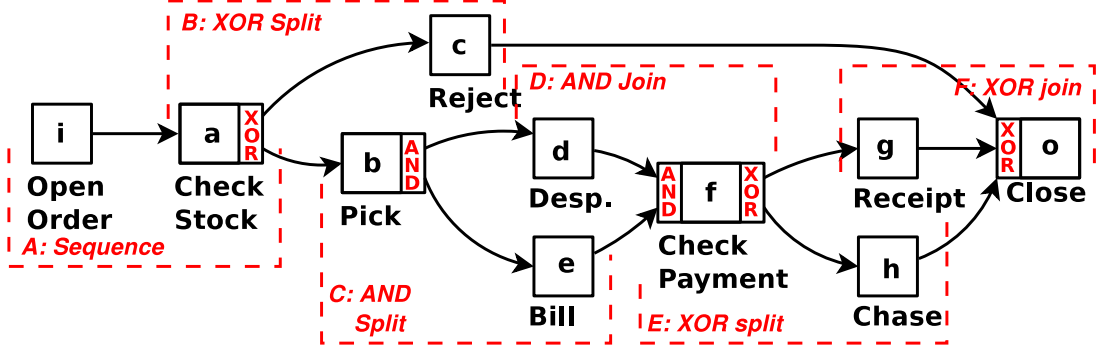 B: XOR Split
c
Reject
D: AND Join
F: XOR join
i
Open
Order
a
XOR
Check
Stock
A: Sequence
b
AND
Pick
d
Desp.
e
Bill
C: AND
Split
AND
f
XOR
Check
Payment
E: XOR split
g
Receipt
h
Chase
XOR
o
Close